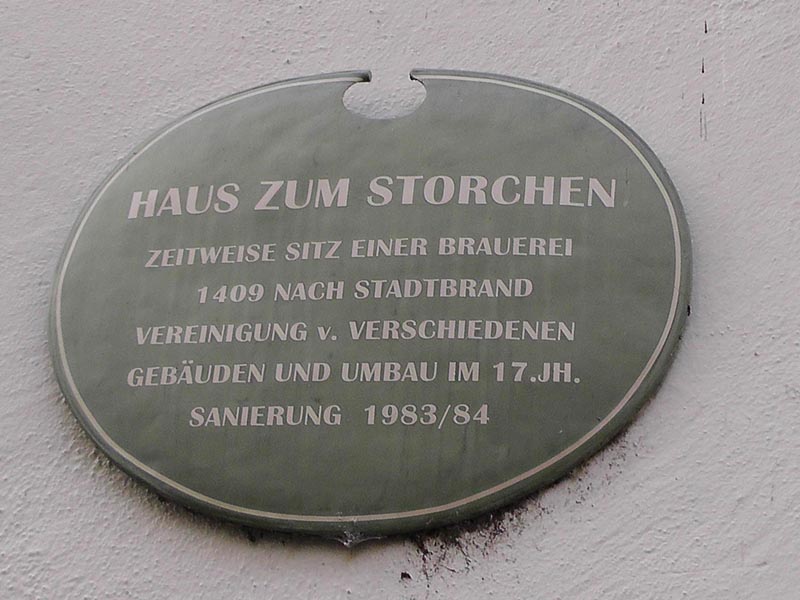 HAUS ZUM STORCHEN
ZEITWEISE SITZ EINER BRAUEREI
1409 NACH STADTBRAND
VEREINIGUNG v. VERSCHIEDENEN
GEBÄUDEN UND UMBAU IM 17.JH.
SANIERUNG 1983/84